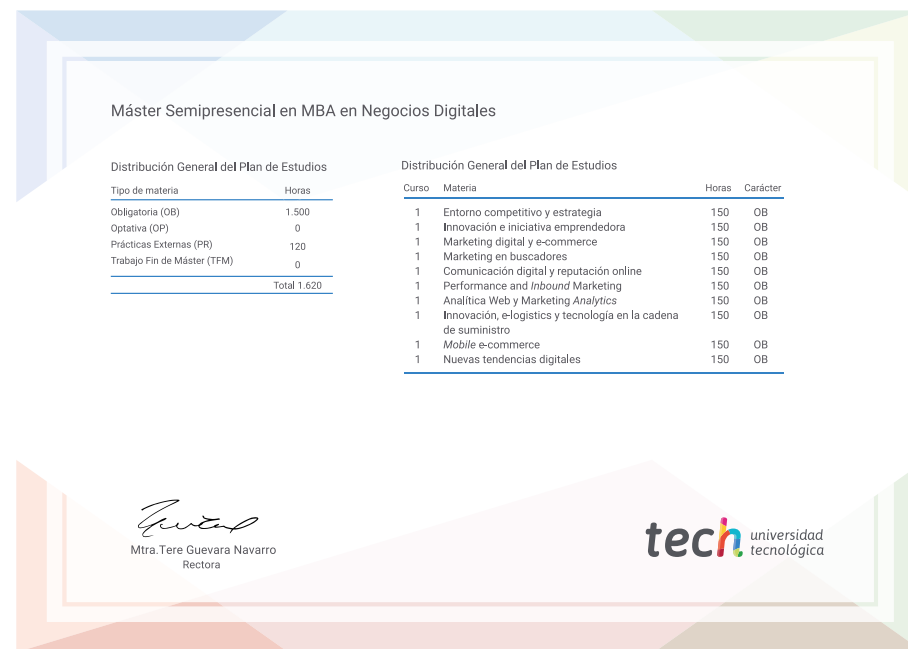 Máster Semipresencial en MBA en Negocios Digitales
Distribución General del Plan de Estudios
Tipo de materia Horas
Obligatoria (OB) 1.500
Optativa (OP) 0
Prácticas Externas (PR) 120
Trabajo Fin de Máster (TFM) 0
Total 1.620
Distribución General del Plan de Estudios
Curso Materia Horas Carácter
1 Entorno competitivo y estrategia 150 OB
1 Innovación e iniciativa emprendedora 150 OB
1 Marketing digital y e-commerce 150 OB
1 Marketing en buscadores 150 OB
1 Comunicación digital y reputación online 150 OB
1 Performance and Inbound Marketing 150 OB
1 Analítica Web y Marketing Analytics 150 OB
1 Innovación, e-logistics y tecnología en la cadena 150 OB
de suministro
1 Mobile e-commerce 150 OB
1 Nuevas tendencias digitales 150 OB
Mtra.Tere Guevara Navarro
Rectora
tech universidad
tecnológica